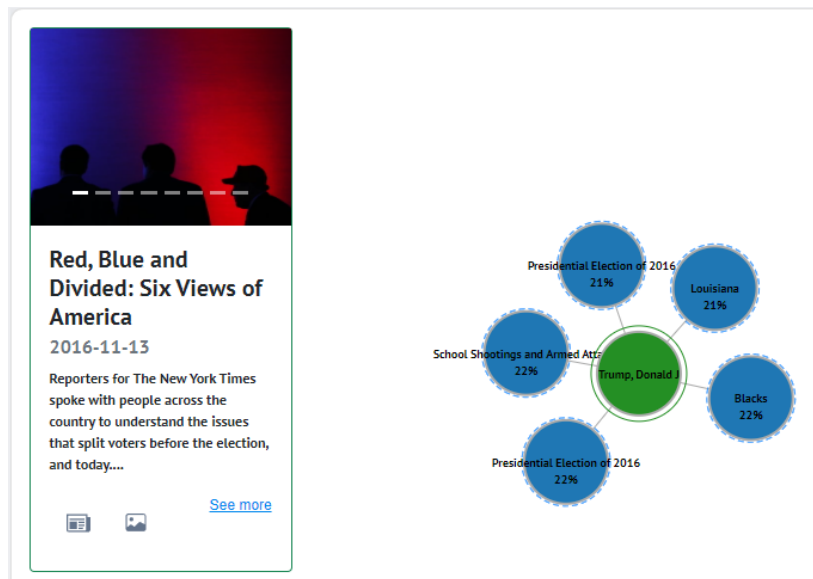 Red, Blue and
Divided: Six Views of
America
2016-11-13
Reporters for The New York Times
spoke with people across the
country to understand the issues
that split voters before the election,
and today....
See more
Presidential Election of 2016
21%
Louisiana
21%
School Shootings and Armed Atta
22%
Trump, Donald J
Blacks
22%
Presidential Election of 2016
22%